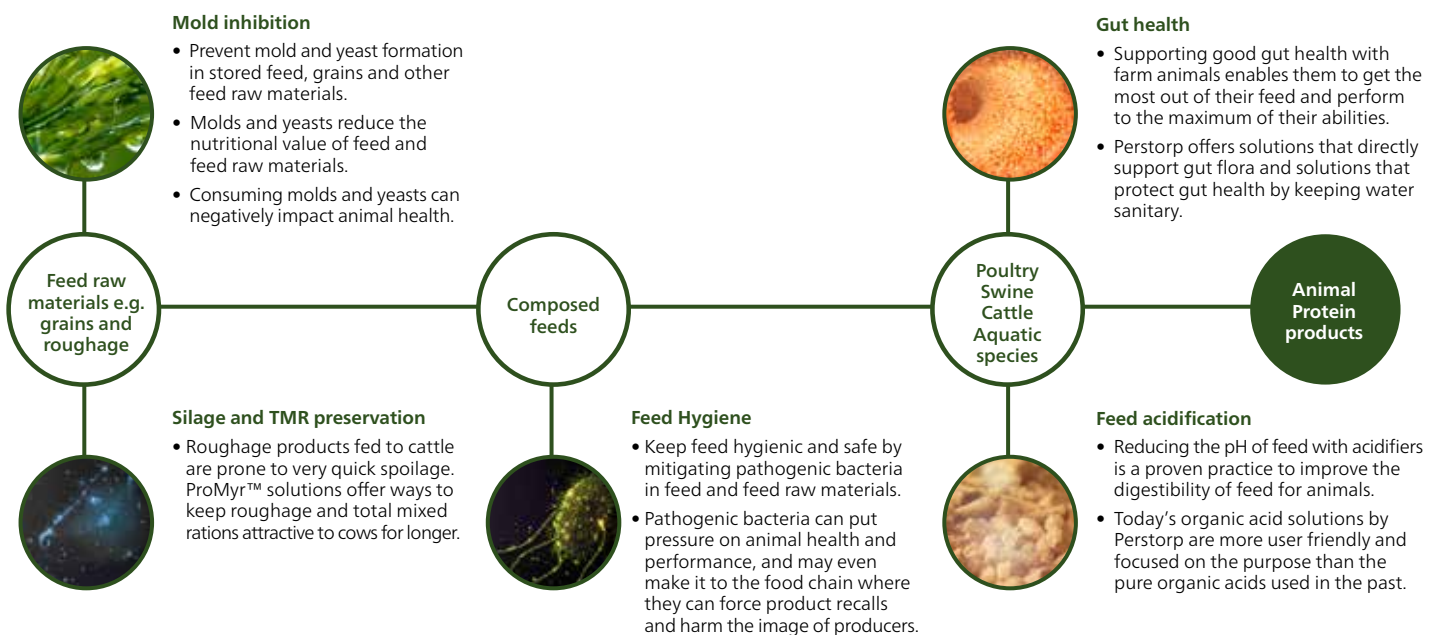 Mold inhibition
• Prevent mold and yeast formation
in stored feed, grains and other
feed raw materials.
• Molds and yeasts reduce the
nutritional value of feed and
feed raw materials.
• Consuming molds and yeasts can
negatively impact animal health.
Gut health
• Supporting good gut health with
farm animals enables them to get the
most out of their feed and perform
to the maximum of their abilities.
• Perstorp offers solutions that directly
support gut flora and solutions that
protect gut health by keeping water
sanitary.
Feed raw
materials e.g.
grains and
roughage
Composed
feeds
Poultry
Swine
Cattle
Aquatic
species
Animal
Protein
products
Silage and TMR preservation
• Roughage products fed to cattle
are prone to very quick spoilage.
ProMyr™ solutions offer ways to
keep roughage and total mixed
rations attractive to cows for longer.
Feed Hygiene
• Keep feed hygienic and safe by
mitigating pathogenic bacteria
in feed and feed raw materials.
• Pathogenic bacteria can put
pressure on animal health and
performance, and may even
make it to the food chain where
they can force product recalls
and harm the image of producers.
Feed acidification
• Reducing the pH of feed with acidifiers
is a proven practice to improve the
digestibility of feed for animals.
• Today's organic acid solutions by
Perstorp are more user friendly and
focused on the purpose than the
pure organic acids used in the past.